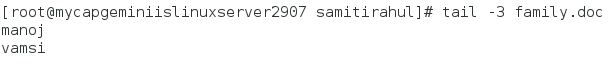 [root@mycapgeminiislinuxserver2907 samitirahul]# tail -3 family.doc
manoj
vamsi